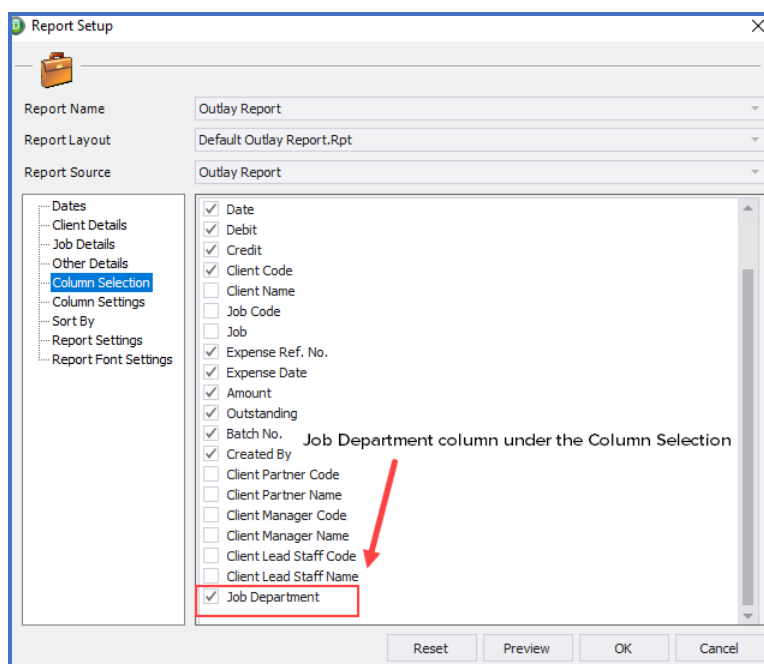 Report Setup
Report Name
Outlay Report
Report Layout
Default Outlay Report.Rpt
Report Source
Outlay Report
Dates
Client Details
Job Details
Other Details
Column Selection
Column Settings
Sort By
Report Settings
Report Font Settings
Date
Debit
Credit
Client Code
Client Name
Job Code
Job
Expense Ref. No.
Expense Date
Amount
Outstanding
Batch No.
Job Department column under the Column Selection
Created By
Client Partner Code
Client Partner Name
Client Manager Code
Client Manager Name
Client Lead Staff Code
Client Lead Staff Name
Job Department
Reset
Preview
OK
Cancel